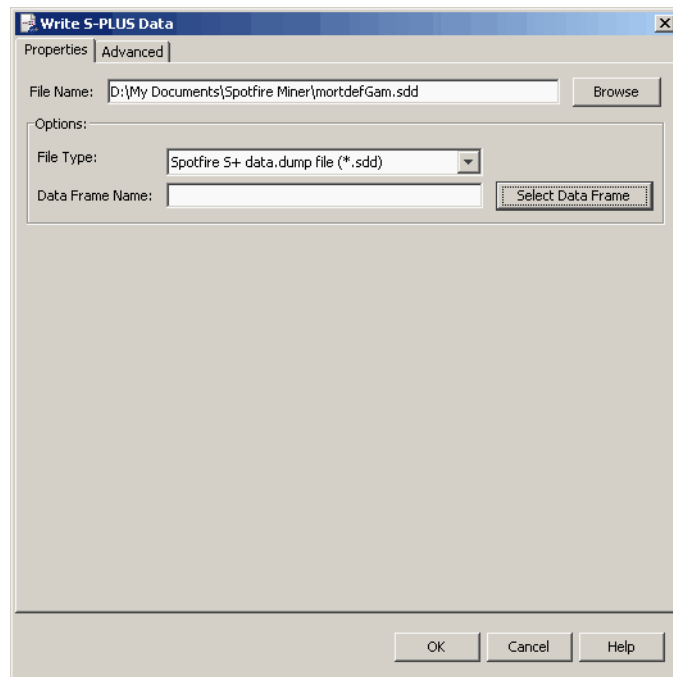 Write S-PLUS Data
Properties Advanced
File Name: D:\My Documents\Spotfire Miner\mortdefGam.sdd Browse
Options:
File Type: Spotfire S+ data.dump file (*.sdd)
Data Frame Name: Select Data Frame
OK Cancel Help